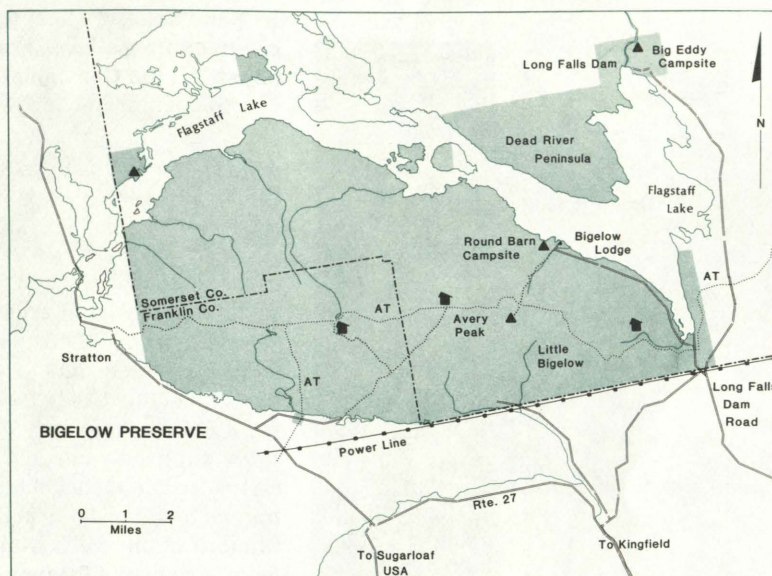 Big Eddy
Campsite
Long Falls Dam
N
Flagstaff Lake
Dead River
Peninsula
Flagstaff
Lake
Round Barn
Campsite
Bigelow
Lodge
AT
Somerset Co.
Franklin Co.
AT
Avery
Peak
Stratton
AT
Little
Bigelow
Long Falls
Dam
Road
BIGELOW PRESERVE
Power Line
0 1 2
Miles
Rte. 27
To Sugarloaf
USA
To Kingfield